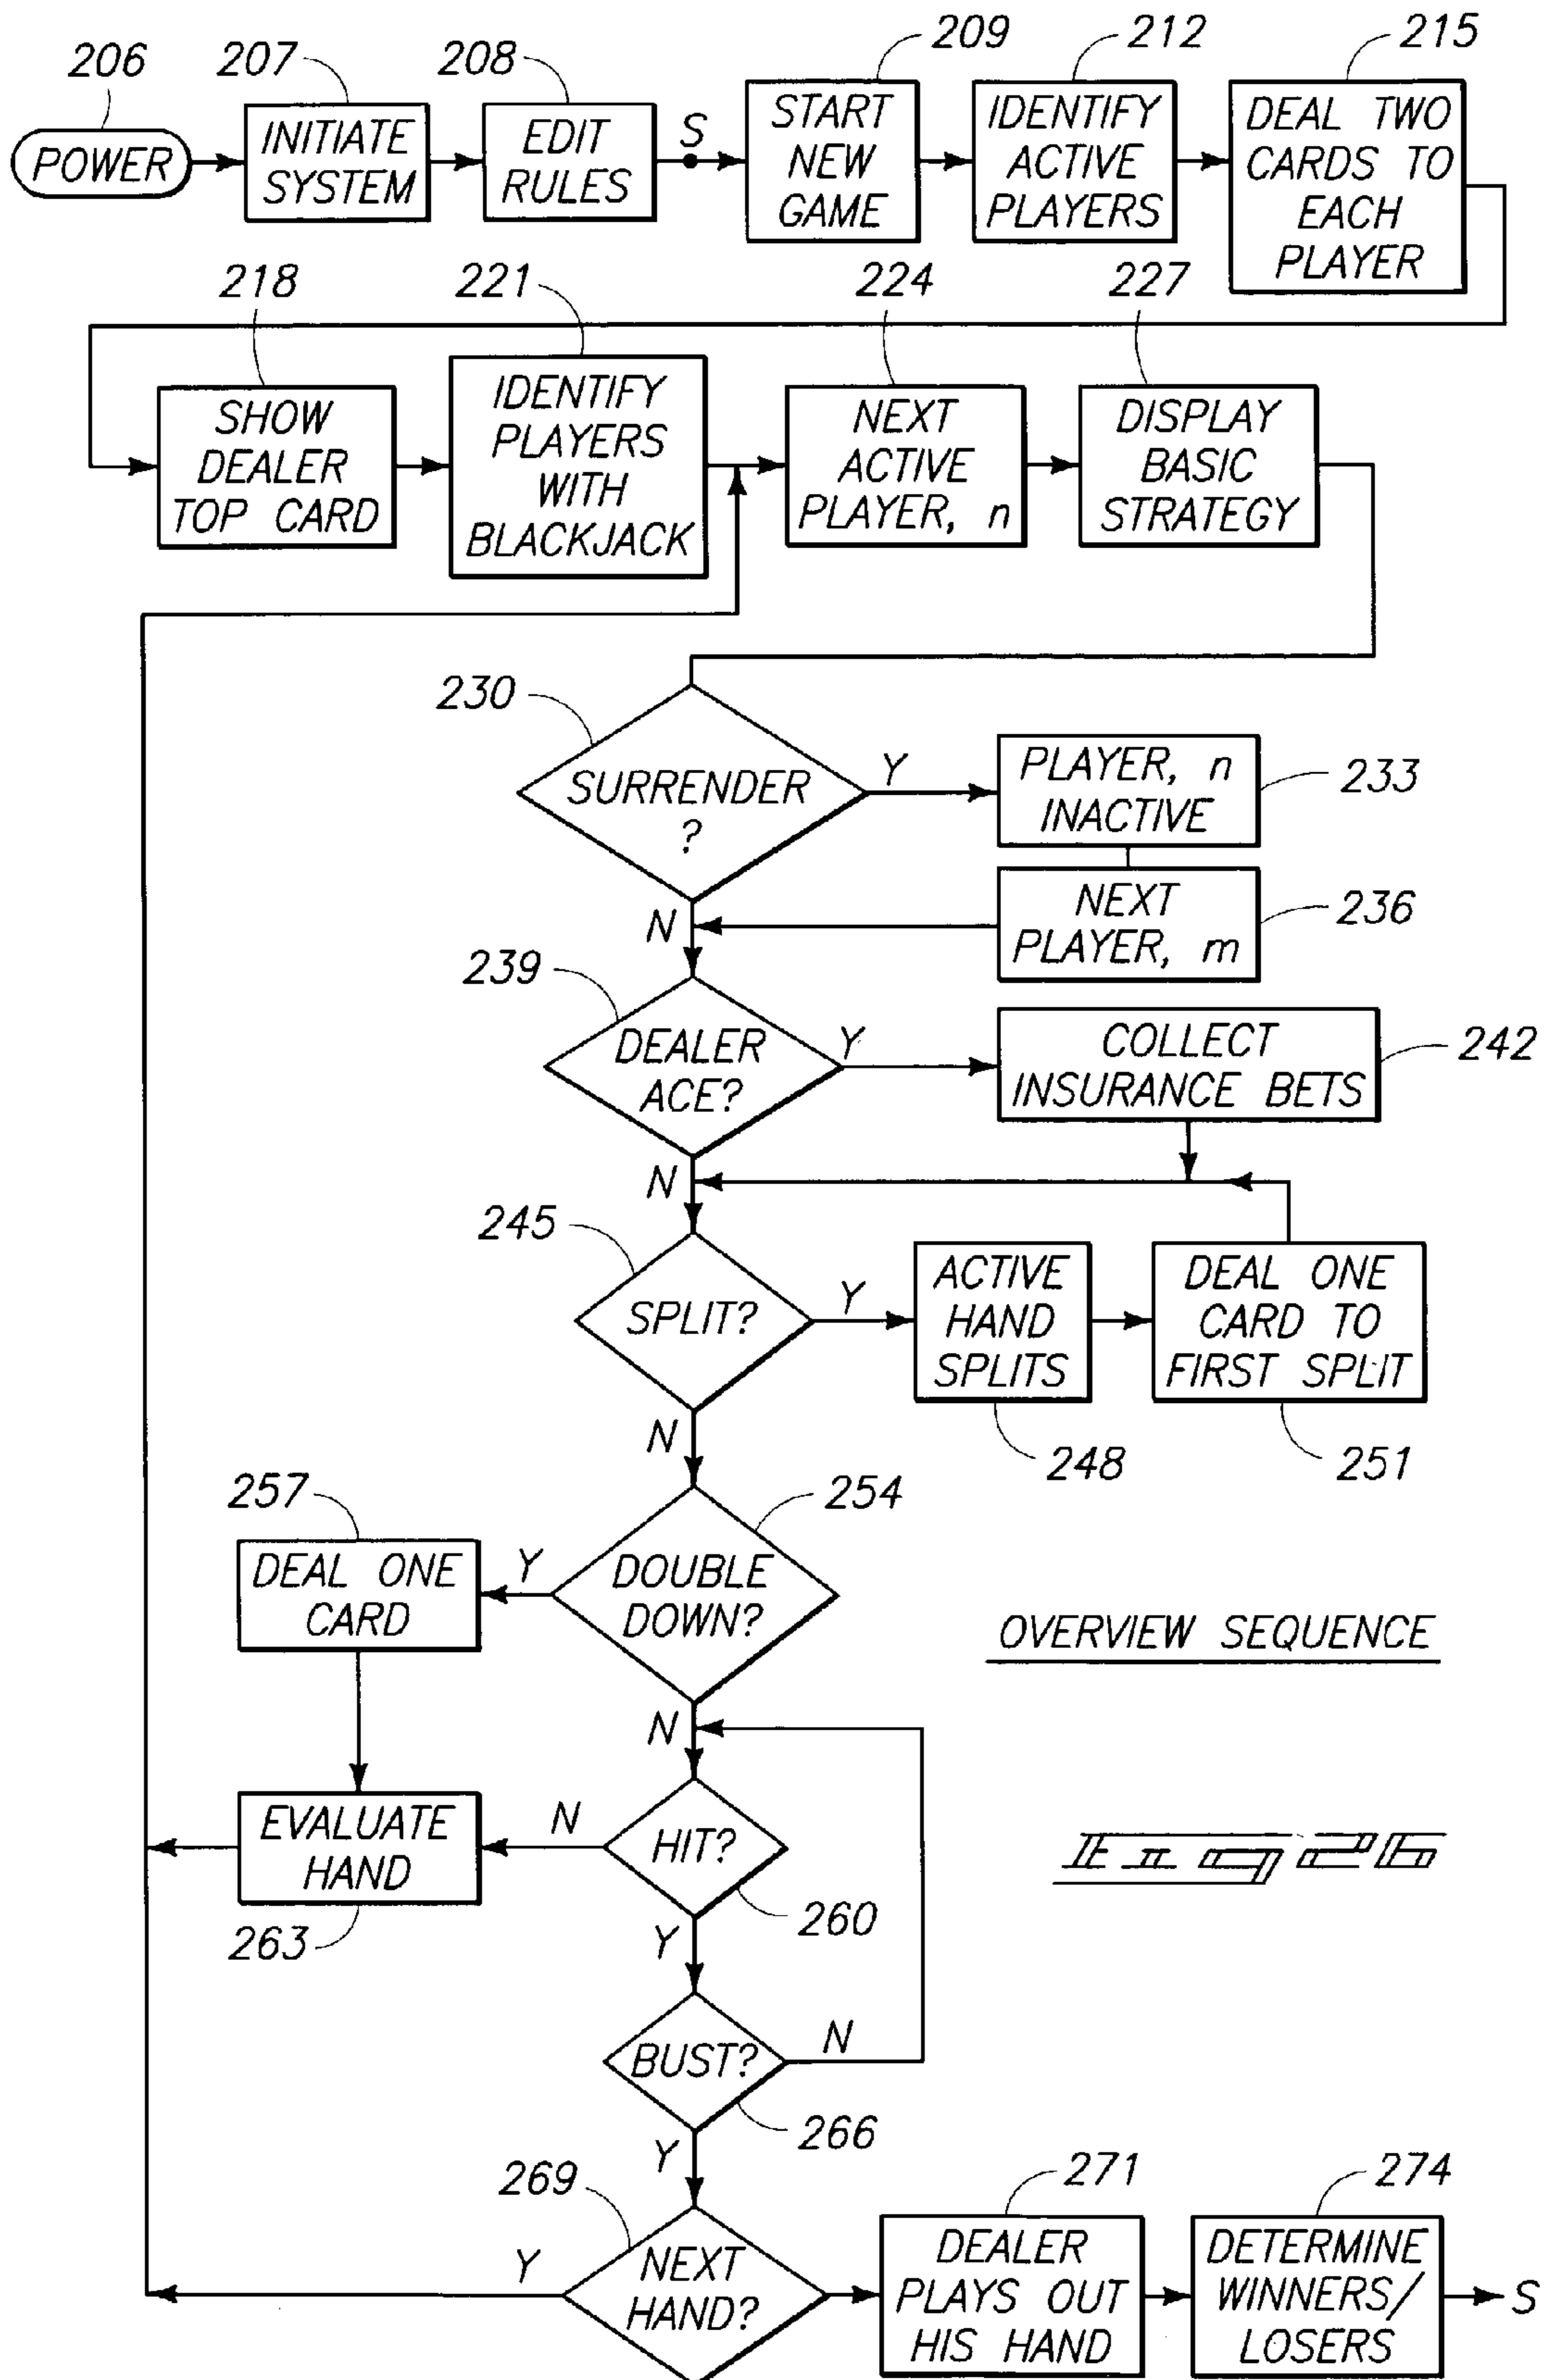 206
207
208
209
212
215
POWER
INITIATE
SYSTEM
EDIT
RULES
S
START
NEW
GAME
IDENTIFY
ACTIVE
PLAYERS
DEAL TWO
CARDS TO
EACH
PLAYER
218
221
224
227
SHOW
DEALER
TOP CARD
IDENTIFY
PLAYERS
WITH
BLACKJACK
NEXT
ACTIVE
PLAYER, n
DISPLAY
BASIC
STRATEGY
230
SURRENDER
?
Y
PLAYER, n
INACTIVE
233
N
NEXT
PLAYER, m
236
239
DEALER
ACE?
Y
COLLECT
INSURANCE BETS
242
N
245
SPLIT?
Y
ACTIVE
HAND
SPLITS
DEAL ONE
CARD TO
FIRST SPLIT
N
248
251
257
254
DEAL ONE
CARD
Y
DOUBLE
DOWN?
OVERVIEW SEQUENCE
N
EVALUATE
HAND
N
HIT?
263
260
Y
Fig 26
BUST?
N
266
Y
269
271
274
Y
NEXT
HAND?
DEALER
PLAYS OUT
HIS HAND
DETERMINE
WINNERS/
LOSERS
S